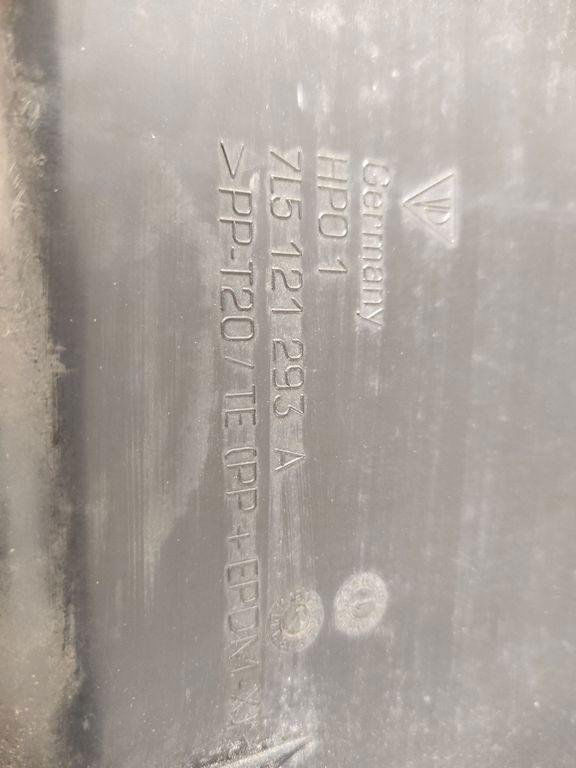 Germany
HPO 1
7L5 121 293 A
>PP-T20 / TE (PP + EPDM-X)<